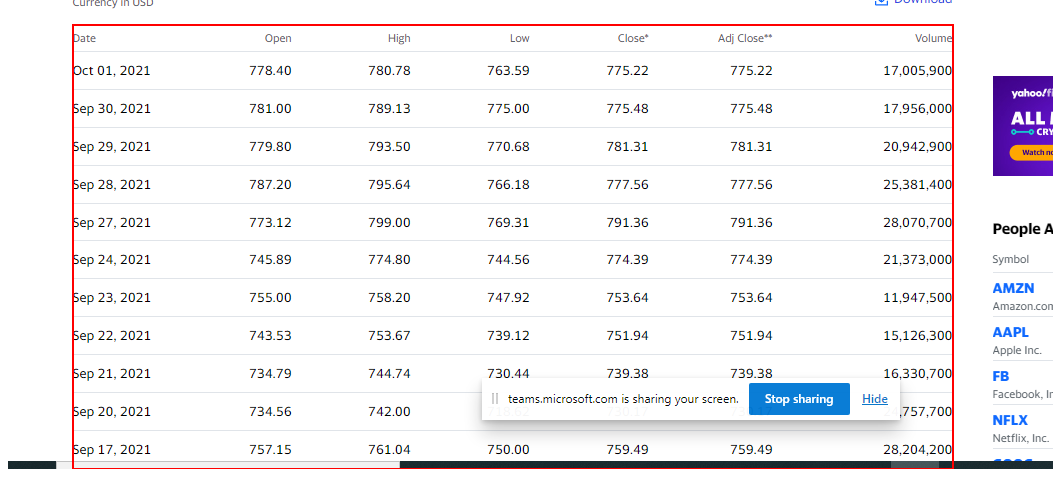 Currency in USD Download
Date Open High Low Close* Adj Close** Volume
Oct 01, 2021 778.40 780.78 763.59 775.22 775.22 17,005,900
Sep 30, 2021 781.00 789.13 775.00 775.48 775.48 17,956,000
yahoo!fi
ALL
CRY
Watch no
Sep 29, 2021 779.80 793.50 770.68 781.31 781.31 20,942,900
Sep 28, 2021 787.20 795.64 766.18 777.56 777.56 25,381,400
Sep 27, 2021 773.12 799.00 769.31 791.36 791.36 28,070,700
Sep 24, 2021 745.89 774.80 744.56 774.39 774.39 21,373,000
Sep 23, 2021 755.00 758.20 747.92 753.64 753.64 11,947,500
Sep 22, 2021 743.53 753.67 739.12 751.94 751.94 15,126,300
Sep 21, 2021 734.79 744.74 730.44 739.38 739.38 16,330,700
Sep 20, 2021 734.56 742.00 ,757,700
teams.microsoft.com is sharing your screen. Stop sharing Hide
Sep 17, 2021 757.15 761.04 750.00 759.49 759.49 28,204,200
People A
Symbol
AMZN
Amazon.con
AAPL
Apple Inc.
FB
Facebook, In
NFLX
Netflix, Inc.